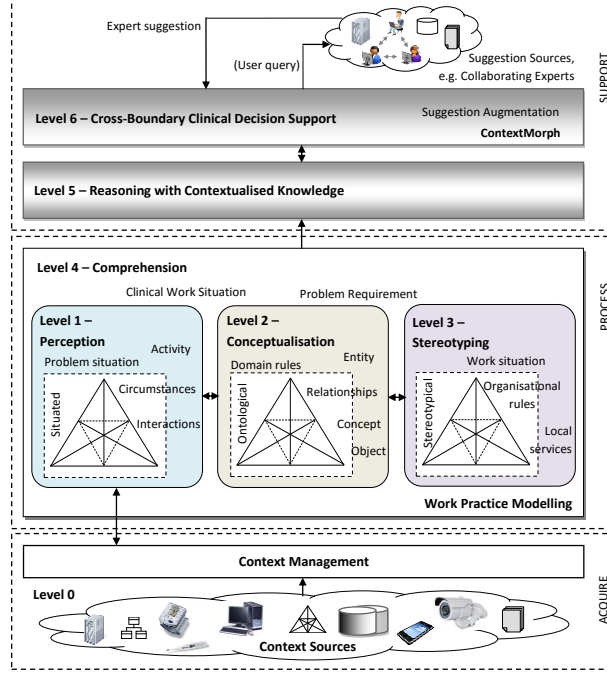 Expert suggestion
(User query)
Suggestion Sources,
e.g. Collaborating Experts
SUPPORT
Level 6 – Cross-Boundary Clinical Decision Support
Suggestion Augmentation
ContextMorph
Level 5 – Reasoning with Contextualised Knowledge
PROCESS
Level 4 – Comprehension
Clinical Work Situation
Problem Requirement
Level 1 –
Perception
Activity
Problem situation
Circumstances
Interactions
Situated
Level 2 –
Conceptualisation
Entity
Domain rules
Relationships
Concept
Object
Ontological
Level 3 –
Stereotyping
Work situation
Organisational
rules
Local
services
Stereotypical
Work Practice Modelling
Context Management
ACQUIRE
Level 0
Context Sources